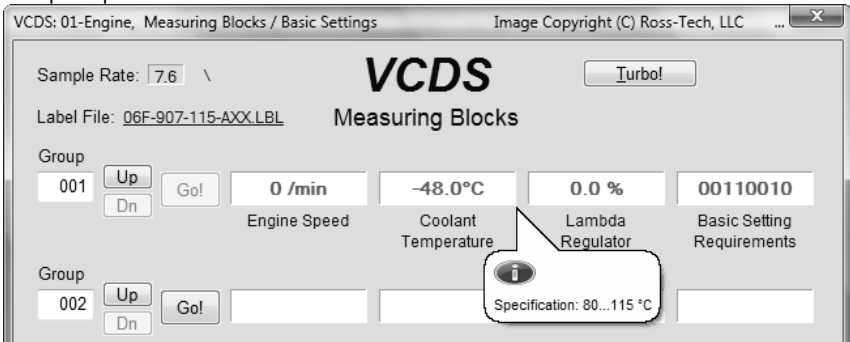 VCDS: 01-Engine, Measuring Blocks / Basic Settings Image Copyright (C) Ross-Tech, LLC ... X
Sample Rate: 7.6 \ VCDS Turbo!
Label File: 06F-907-115-AXX.LBL Measuring Blocks
Group
001 Up Dn Go! 0 /min -48.0°C 0.0 % 00110010
Engine Speed Coolant Lambda Basic Setting
Temperature Regulator Requirements
Group
002 Up Dn Go!
Specification: 80...115 °C